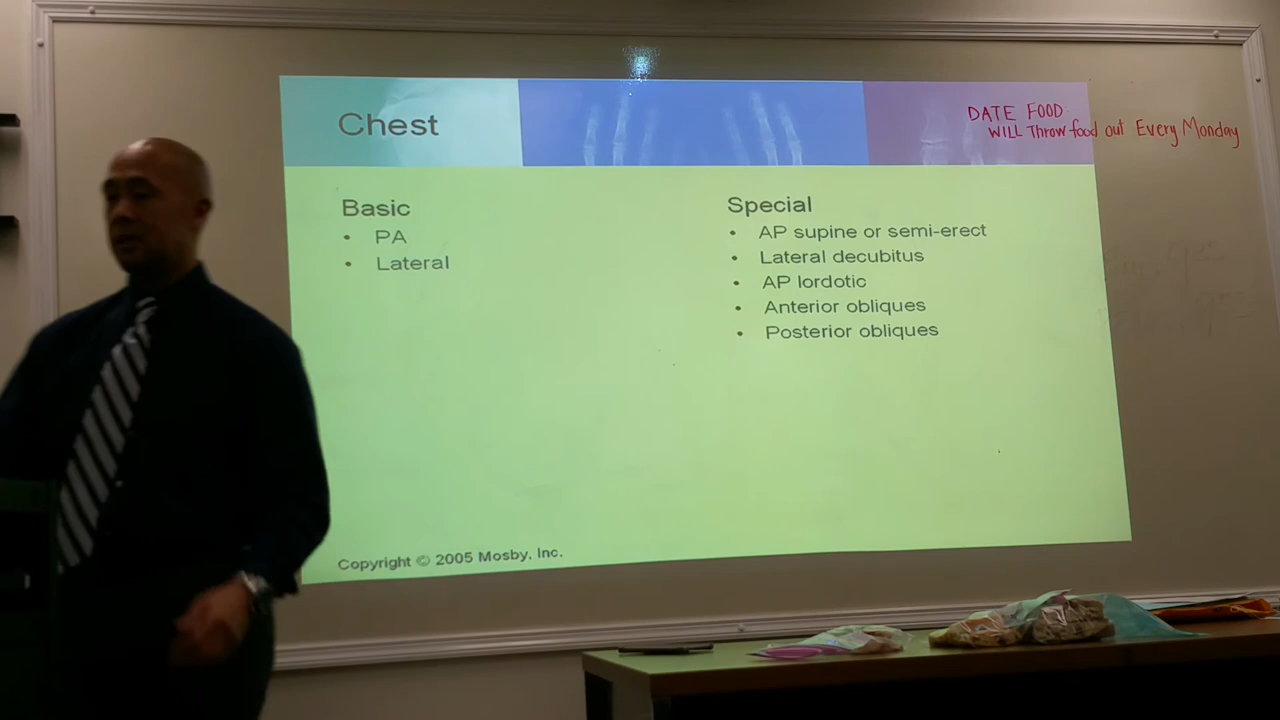 Chest
DATE FOOD
WILL Throw food out Every Monday
Basic
• PA
• Lateral
Special
• AP supine or semi-erect
• Lateral decubitus
• AP lordotic
• Anterior obliques
• Posterior obliques
Copyright © 2005 Mosby, Inc.